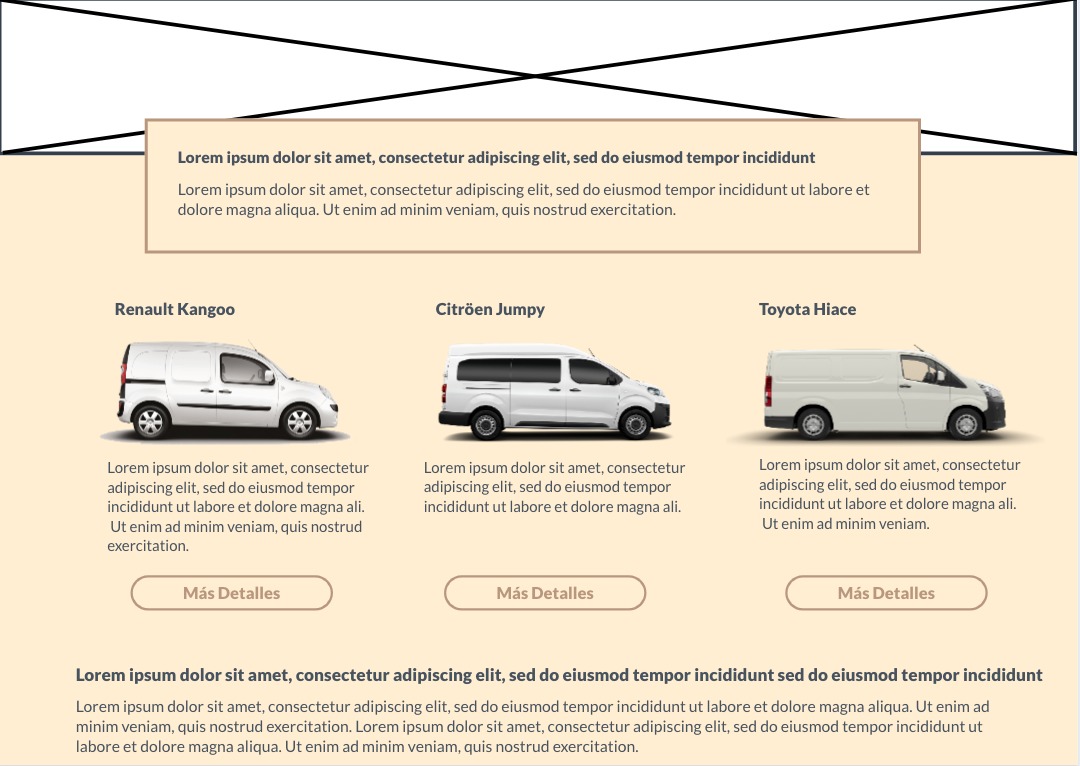 Lorem ipsum dolor sit amet, consectetur adipiscing elit, sed do eiusmod tempor incididunt
Lorem ipsum dolor sit amet, consectetur adipiscing elit, sed do eiusmod tempor incididunt ut labore et
dolore magna aliqua. Ut enim ad minim veniam, quis nostrud exercitation.
Renault Kangoo
Lorem ipsum dolor sit amet, consectetur
adipiscing elit, sed do eiusmod tempor
incididunt ut labore et dolore magna ali.
Ut enim ad minim veniam, quis nostrud
exercitation.
Más Detalles
Citröen Jumpy
Lorem ipsum dolor sit amet, consectetur
adipiscing elit, sed do eiusmod tempor
incididunt ut labore et dolore magna ali.
Más Detalles
Toyota Hiace
Lorem ipsum dolor sit amet, consectetur
adipiscing elit, sed do eiusmod tempor
incididunt ut labore et dolore magna ali.
Ut enim ad minim veniam.
Más Detalles
Lorem ipsum dolor sit amet, consectetur adipiscing elit, sed do eiusmod tempor incididunt sed do eiusmod tempor incididunt
Lorem ipsum dolor sit amet, consectetur adipiscing elit, sed do eiusmod tempor incididunt ut labore et dolore magna aliqua. Ut enim ad
minim veniam, quis nostrud exercitation. Lorem ipsum dolor sit amet, consectetur adipiscing elit, sed do eiusmod tempor incididunt ut
labore et dolore magna aliqua. Ut enim ad minim veniam, quis nostrud exercitation.